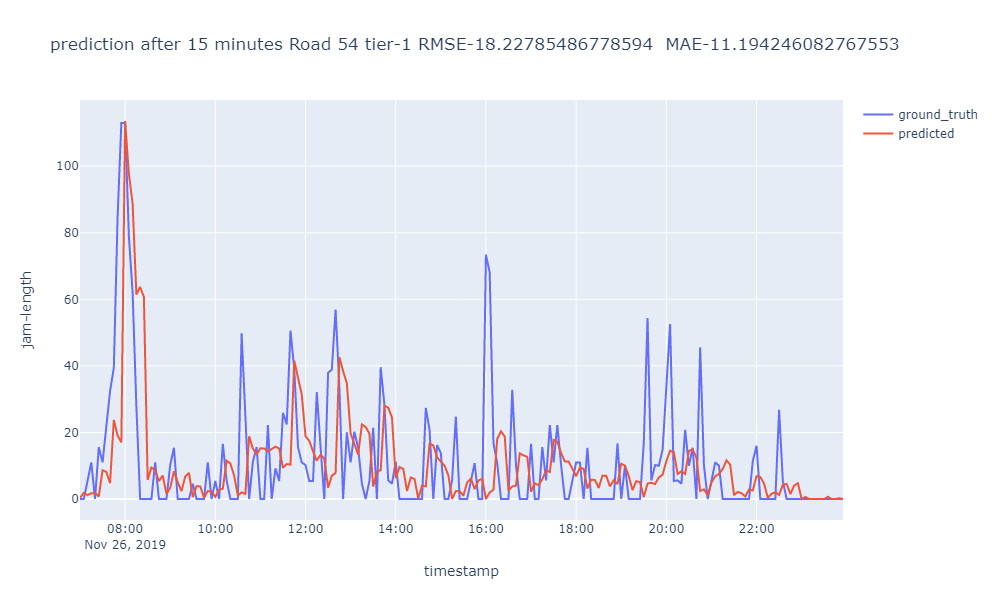 prediction after 15 minutes Road 54 tier-1 RMSE-18.22785486778594  MAE-11.194246082767553
ground_truth
predicted
100
80
60
40
20
0
jam-length
08:00 10:00 12:00 14:00 16:00 18:00 20:00 22:00
Nov 26, 2019
timestamp